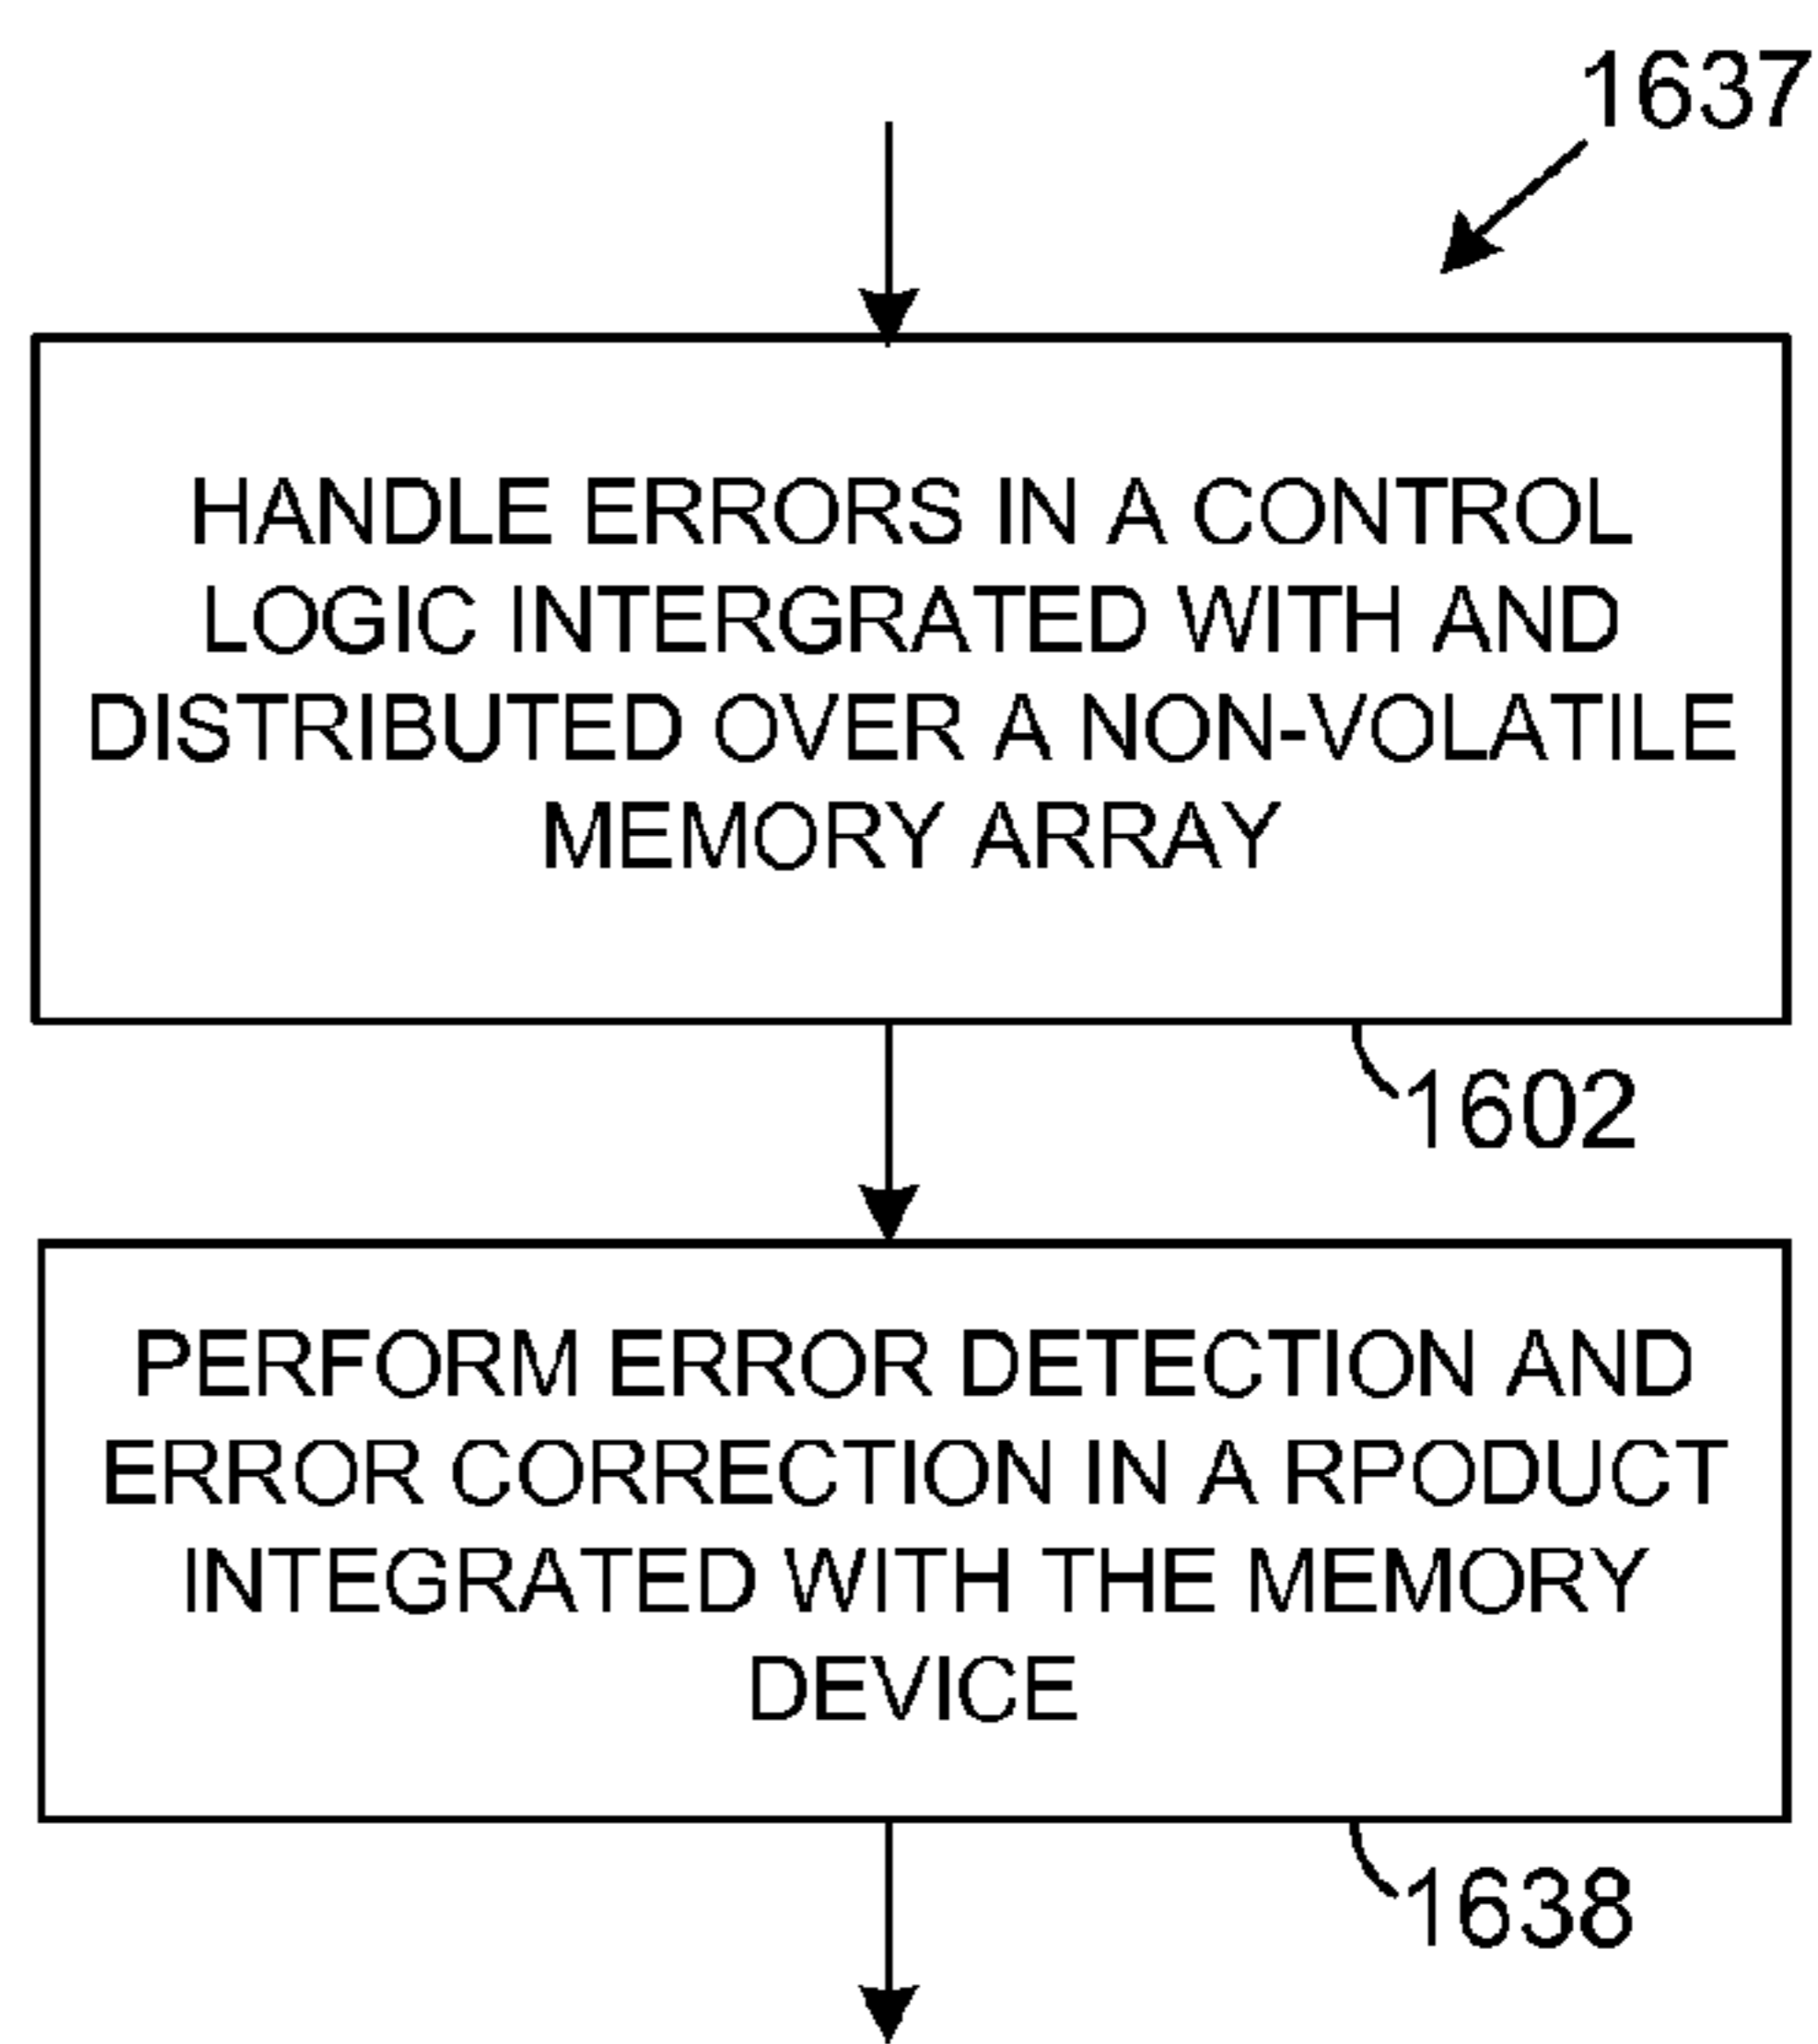 1637
HANDLE ERRORS IN A CONTROL
LOGIC INTERGRATED WITH AND
DISTRIBUTED OVER A NON-VOLATILE
MEMORY ARRAY
1602
PERFORM ERROR DETECTION AND
ERROR CORRECTION IN A RPODUCT
INTEGRATED WITH THE MEMORY
DEVICE
1638